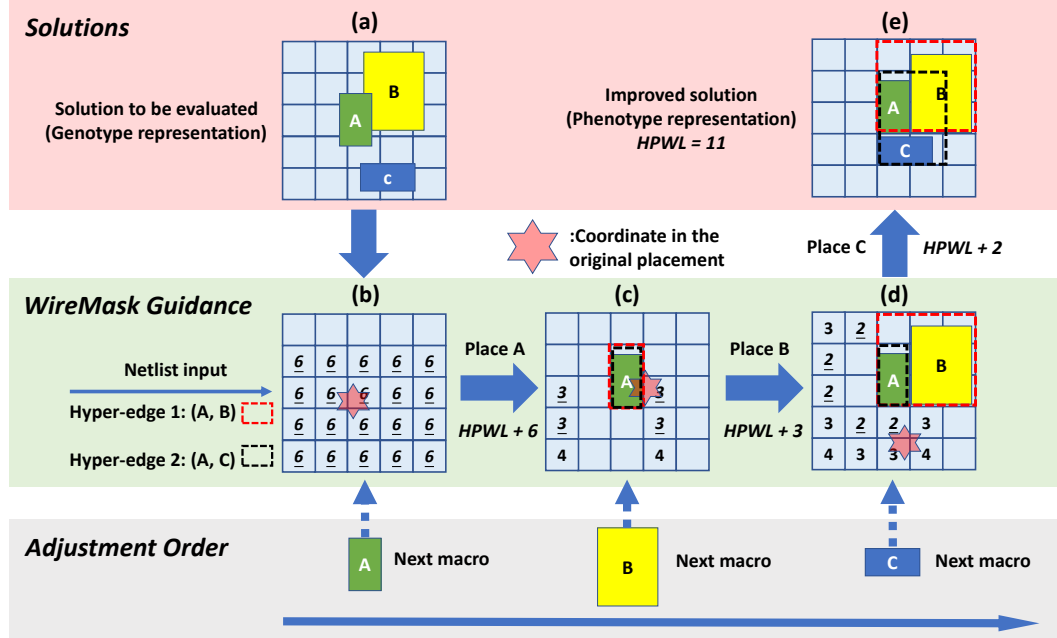 Solutions
(a)
(e)
B
A
c
Solution to be evaluated
(Genotype representation)
Improved solution
(Phenotype representation)
HPWL = 11
A
B
C
:Coordinate in the
original placement
Place C
HPWL + 2
WireMask Guidance
(b)
(c)
(d)
Netlist input
Hyper-edge 1: (A, B)
Hyper-edge 2: (A, C)
6 6 6 6 6
6 6 6 6 6
6 6 6 6 6
6 6 6 6 6
Place A
HPWL + 6
A
3 3
3 3
4 4
Place B
HPWL + 3
3 2
2
2
3 2 2 3
4 3 3 4
A
B
Adjustment Order
A
Next macro
B
Next macro
C
Next macro